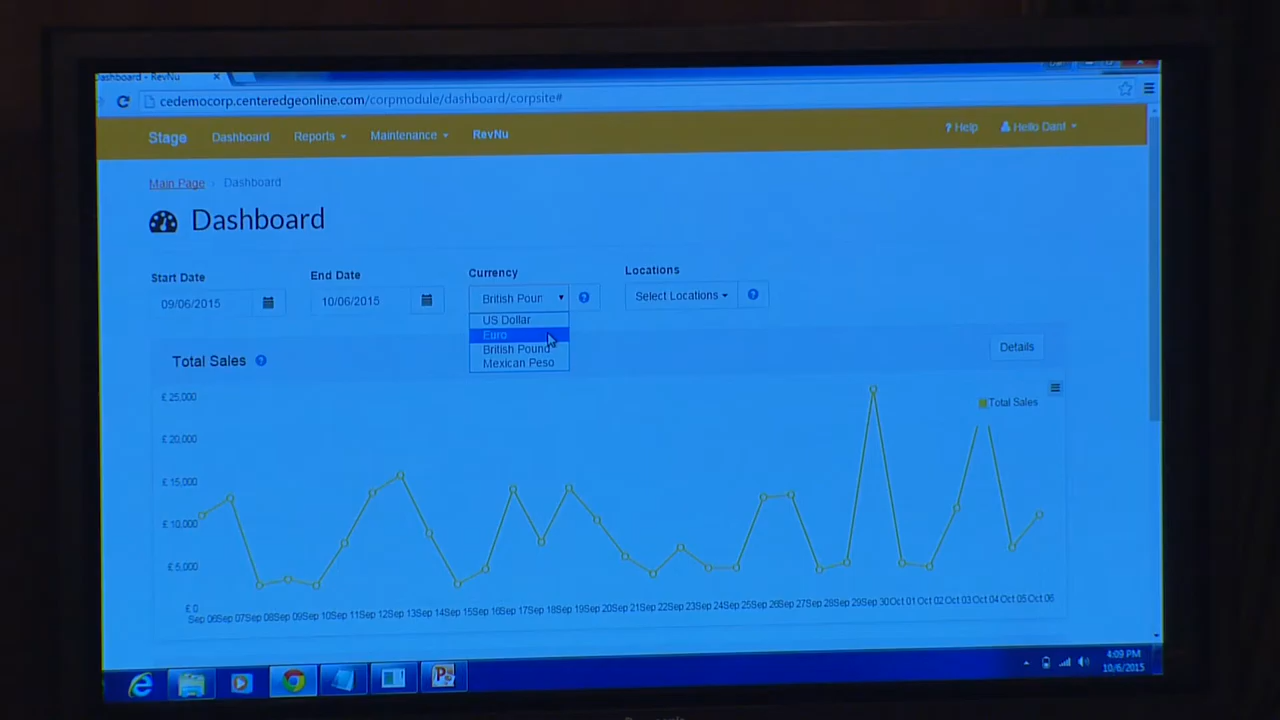 Dashboard - RevNu
cedemocorp.centeredgeonline.com/corpmodule/dashboard/corpsite#
Stage Dashboard Reports Maintenance RevNu ? Help Hello Dan!
Main Page › Dashboard
Dashboard
Start Date End Date Currency Locations
09/06/2015 10/06/2015 British Poun Select Locations ?
US Dollar
Euro
British Pound
Mexican Peso
Total Sales ? Details
Total Sales
£ 25,000
£ 20,000
£ 15,000
£ 10,000
£ 5,000
£ 0
Sep 06 Sep 07 Sep 08 Sep 09 Sep 10 Sep 11 Sep 12 Sep 13 Sep 14 Sep 15 Sep 16 Sep 17 Sep 18 Sep 19 Sep 20 Sep 21 Sep 22 Sep 23 Sep 24 Sep 25 Sep 26 Sep 27 Sep 28 Sep 29 Sep 30 Oct 01 Oct 02 Oct 03 Oct 04 Oct 05 Oct 06
4:09 PM
10/6/2015